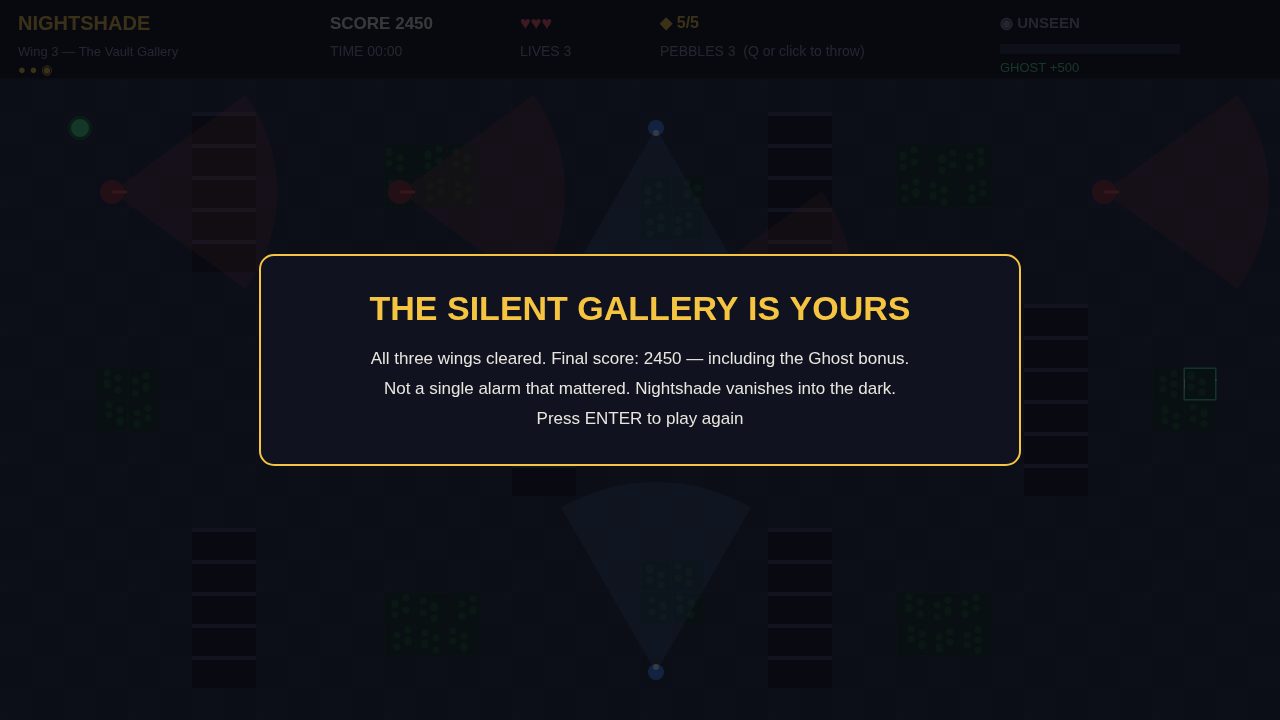 NIGHTSHADE
SCORE 2450
♥♥♥
◆ 5/5
◉ UNSEEN
Wing 3 — The Vault Gallery
TIME 00:00
LIVES 3
PEBBLES 3 (Q or click to throw)
● ● ◉
GHOST +500
THE SILENT GALLERY IS YOURS
All three wings cleared. Final score: 2450 — including the Ghost bonus.
Not a single alarm that mattered. Nightshade vanishes into the dark.
Press ENTER to play again